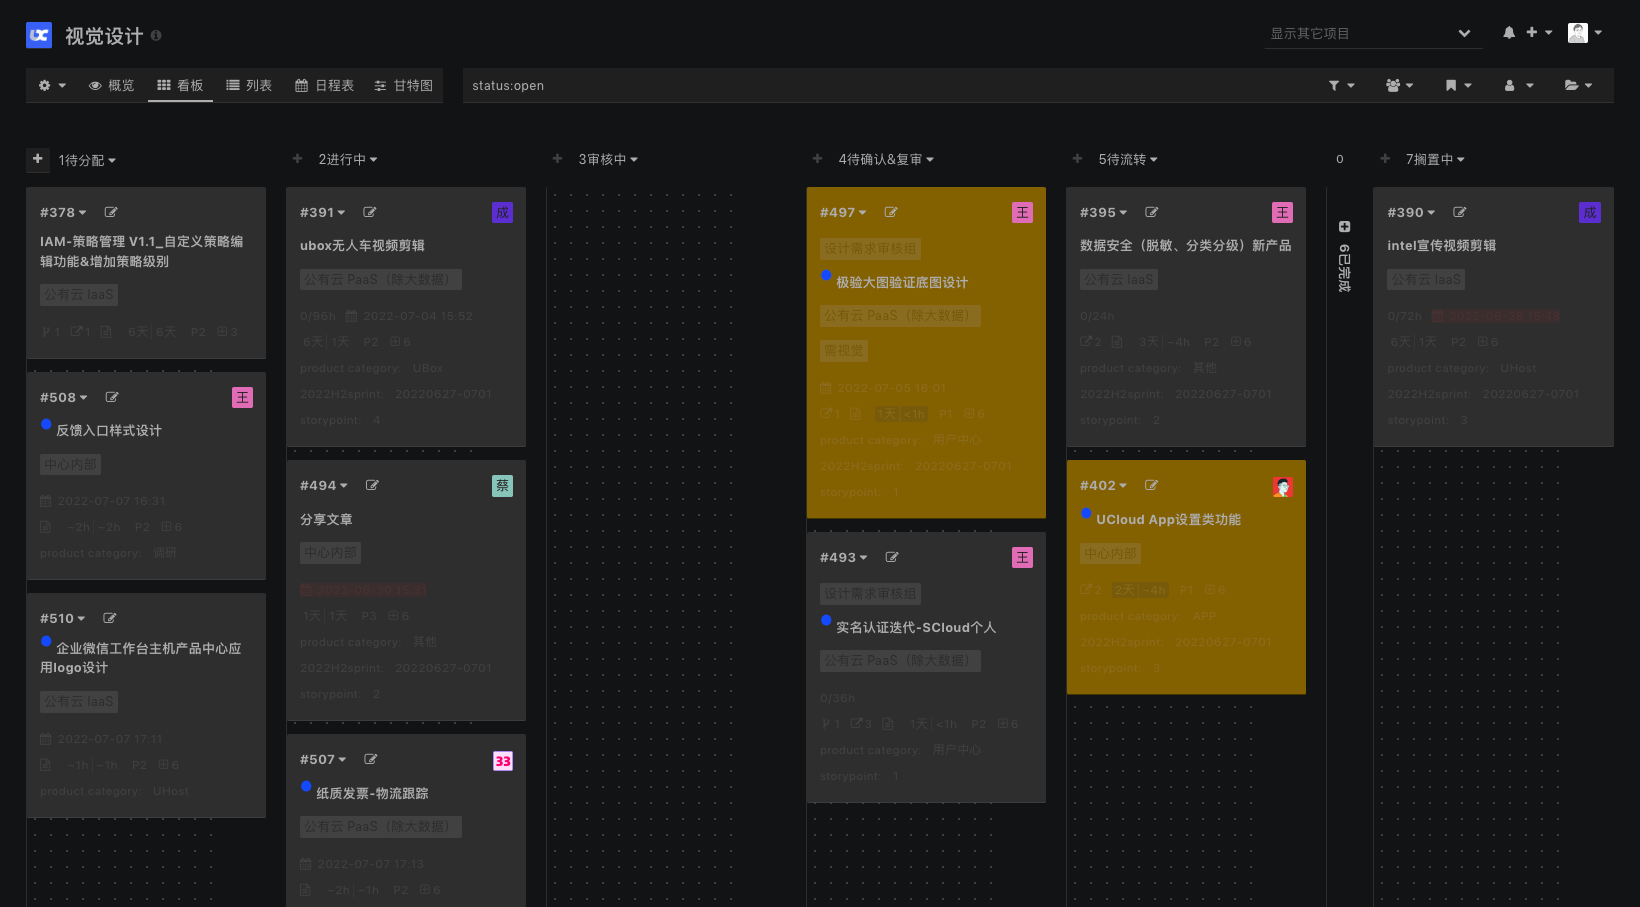 视觉设计
显示其它项目
概览 看板 列表 日程表 甘特图
status:open
1待分配
#378
IAM-策略管理 V1.1_自定义策略编
辑功能&增加策略级别
公有云 IaaS
1 1 6天|6天 P2 3
#508 王
反馈入口样式设计
中心内部
2022-07-07 16:31
~2h|~2h P2 6
product category: 调研
#510
企业微信工作台主机产品中心应
用logo设计
公有云 IaaS
2022-07-07 17:11
~1h|~1h P2 6
product category: UHost
2进行中
#391 成
ubox无人车视频剪辑
公有云 PaaS（除大数据）
0/96h 2022-07-04 15:52
6天|1天 P2 6
product category: UBox
2022H2sprint: 20220627-0701
storypoint: 4
#494 蔡
分享文章
中心内部
1天|1天 P3 6
product category: 其他
2022H2sprint: 20220627-0701
storypoint: 2
#507 33
纸质发票-物流跟踪
公有云 PaaS（除大数据）
2022-07-07 17:13
~2h|~1h P2 6
3审核中
4待确认&复审
#497 王
设计需求审核组
极验大图验证底图设计
公有云 PaaS（除大数据）
需视觉
2022-07-05 16:01
1 1天|<1h P1 6
product category: 用户中心
2022H2sprint: 20220627-0701
storypoint: 1
#493 王
设计需求审核组
实名认证迭代-SCloud个人
公有云 PaaS（除大数据）
0/36h
1 3 1天|<1h P2 6
product category: 用户中心
storypoint: 1
5待流转
#395 王
数据安全（脱敏、分类分级）新产品
公有云 IaaS
0/24h
2 3天|~4h P2 6
product category: 其他
2022H2sprint: 20220627-0701
storypoint: 2
#402
UCloud App设置类功能
中心内部
2 2天|~4h P1 6
product category: APP
2022H2sprint: 20220627-0701
storypoint: 3
0
6已完成
7搁置中
#390 成
intel宣传视频剪辑
公有云 IaaS
0/72h
6天|1天 P2 6
product category: UHost
2022H2sprint: 20220627-0701
storypoint: 3